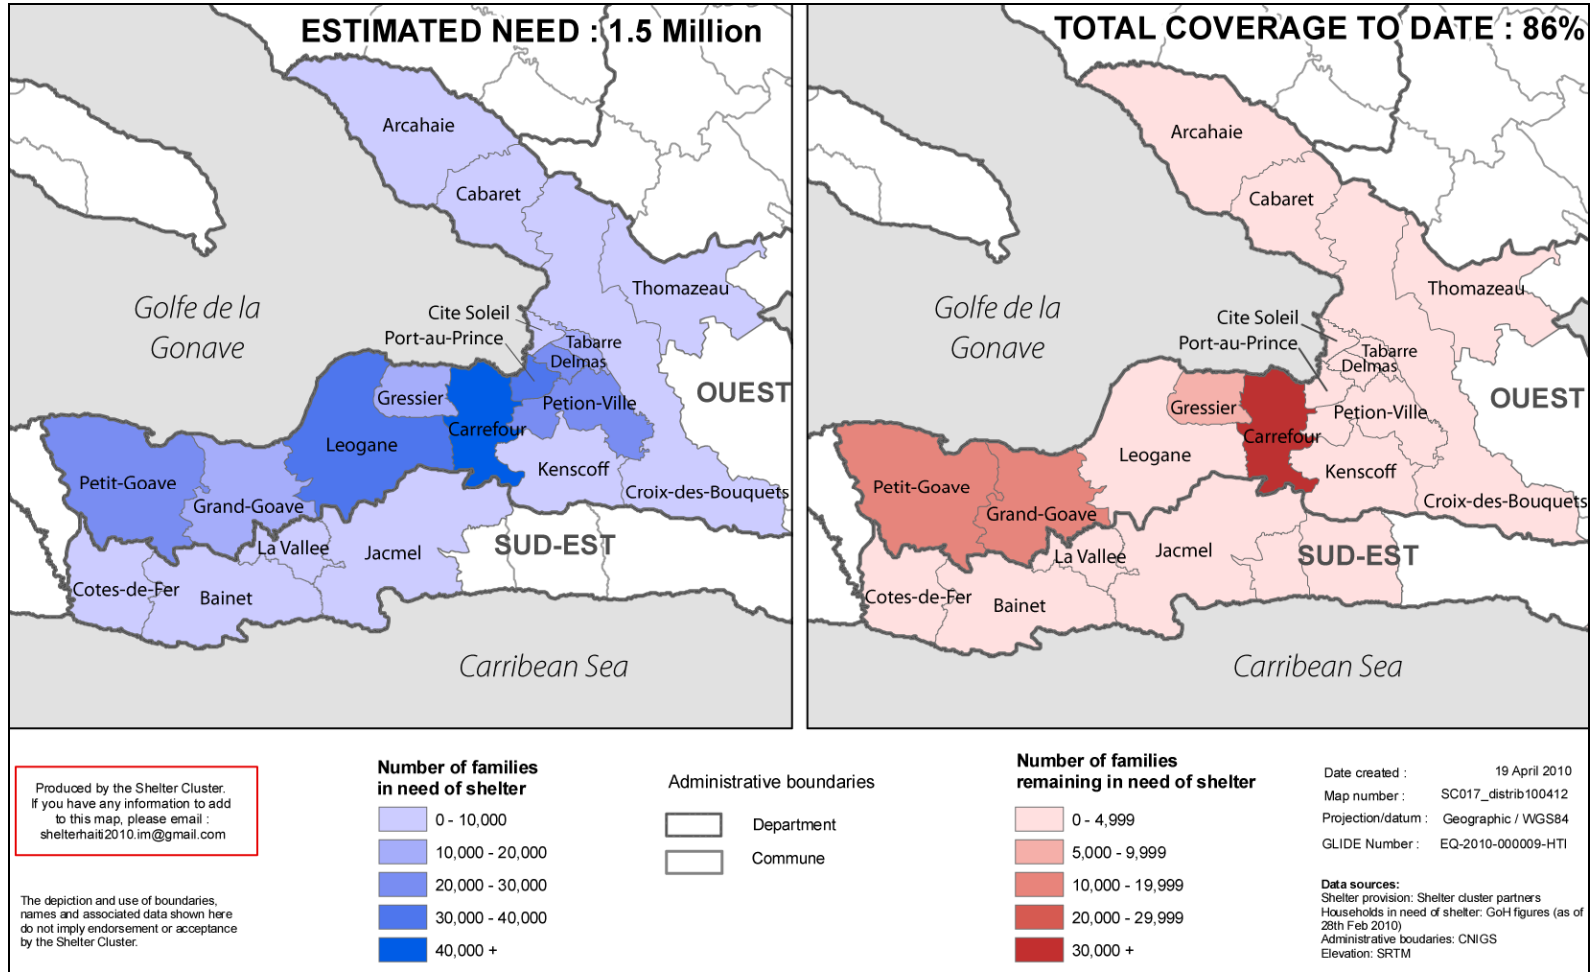 ESTIMATED NEED : 1.5 Million
Arcahaie
Cabaret
Thomazeau
Golfe de la
Gonave
Cite Soleil
Port-au-Prince
Tabarre
Delmas
OUEST
Gressier
Petion-Ville
Carrefour
Leogane
Kenscoff
Petit-Goave
Croix-des-Bouquets
Grand-Goave
La Vallee
Jacmel
SUD-EST
Cotes-de-Fer
Bainet
Carribean Sea
TOTAL COVERAGE TO DATE : 86%
Arcahaie
Cabaret
Thomazeau
Golfe de la
Gonave
Cite Soleil
Port-au-Prince
Tabarre
Delmas
OUEST
Gressier
Petion-Ville
Carrefour
Leogane
Kenscoff
Petit-Goave
Croix-des-Bouquets
Grand-Goave
La Vallee
Jacmel
SUD-EST
Cotes-de-Fer
Bainet
Carribean Sea
Produced by the Shelter Cluster.
If you have any information to add
to this map, please email :
shelterhaiti2010.im@gmail.com
The depiction and use of boundaries,
names and associated data shown here
do not imply endorsement or acceptance
by the Shelter Cluster.
Number of families
in need of shelter
0 - 10,000
10,000 - 20,000
20,000 - 30,000
30,000 - 40,000
40,000 +
Administrative boundaries
Department
Commune
Number of families
remaining in need of shelter
0 - 4,999
5,000 - 9,999
10,000 - 19,999
20,000 - 29,999
30,000 +
Date created : 19 April 2010
Map number : SC017_distrib100412
Projection/datum : Geographic / WGS84
GLIDE Number : EQ-2010-000009-HTI
Data sources:
Shelter provision: Shelter cluster partners
Households in need of shelter: GoH figures (as of
28th Feb 2010)
Administrative boudaries: CNIGS
Elevation: SRTM